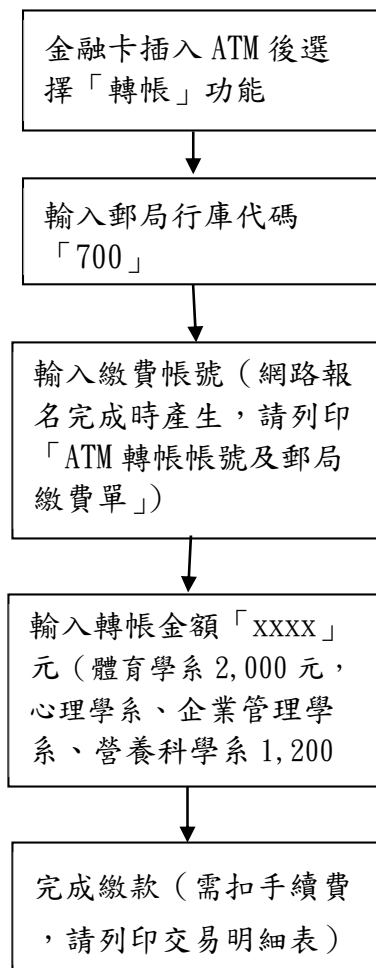 金融卡插入 ATM 後選
擇「轉帳」功能
輸入郵局行庫代碼
「700」
輸入繳費帳號（網路報
名完成時產生，請列印
「ATM 轉帳帳號及郵局
繳費單」）
輸入轉帳金額「xxxx」
元（體育學系 2,000 元，
心理學系、企業管理學
系、營養科學系 1,200
完成繳款（需扣手續費
，請列印交易明細表）